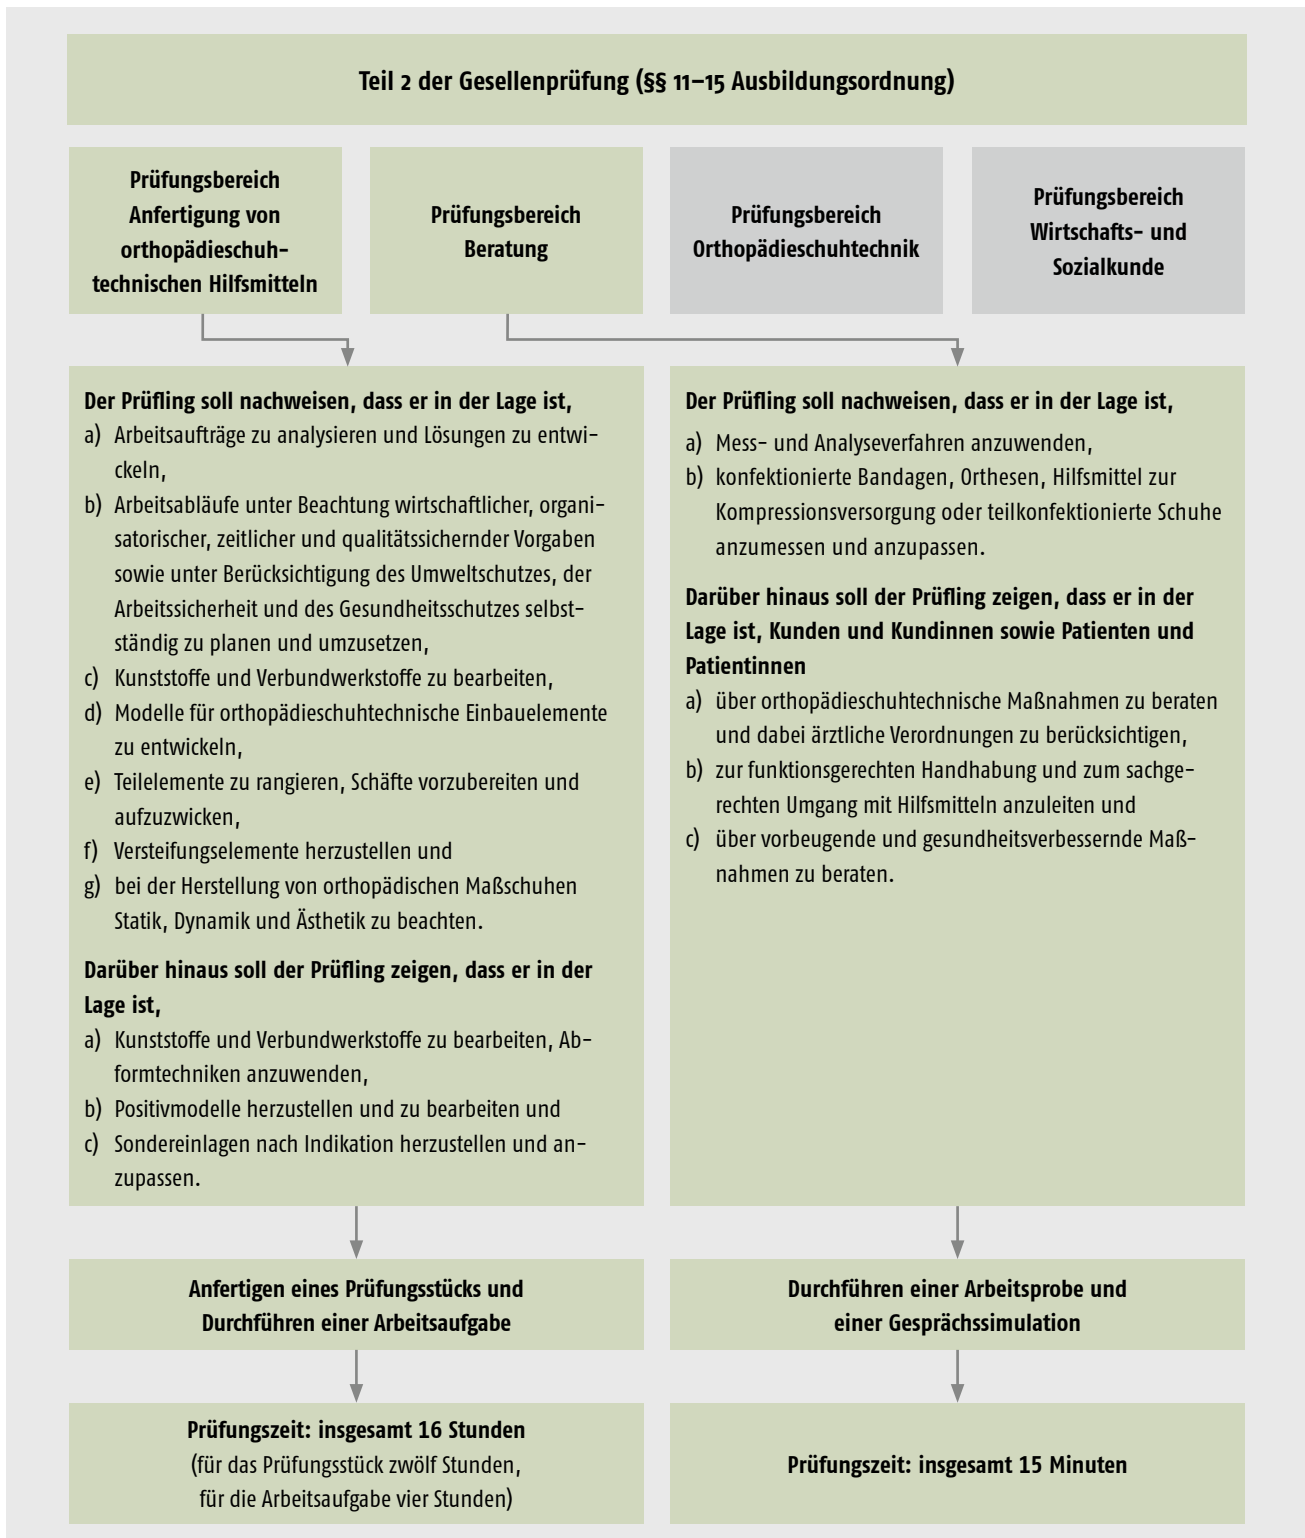 Teil 2 der Gesellenprüfung (§§ 11–15 Ausbildungsordnung)
Prüfungsbereich
Anfertigung von
orthopädieschuh-
technischen Hilfsmitteln
Prüfungsbereich
Beratung
Prüfungsbereich
Orthopädieschuhtechnik
Prüfungsbereich
Wirtschafts- und
Sozialkunde
Der Prüfling soll nachweisen, dass er in der Lage ist,
a) Arbeitsaufträge zu analysieren und Lösungen zu entwi-
ckeln,
b) Arbeitsabläufe unter Beachtung wirtschaftlicher, organi-
satorischer, zeitlicher und qualitätssichernder Vorgaben
sowie unter Berücksichtigung des Umweltschutzes, der
Arbeitssicherheit und des Gesundheitsschutzes selbst-
ständig zu planen und umzusetzen,
c) Kunststoffe und Verbundwerkstoffe zu bearbeiten,
d) Modelle für orthopädieschuhtechnische Einbauelemente
zu entwickeln,
e) Teilelemente zu rangieren, Schäfte vorzubereiten und
aufzuzwicken,
f) Versteifungselemente herzustellen und
g) bei der Herstellung von orthopädischen Maßschuhen
Statik, Dynamik und Ästhetik zu beachten.
Darüber hinaus soll der Prüfling zeigen, dass er in der
Lage ist,
a) Kunststoffe und Verbundwerkstoffe zu bearbeiten, Ab-
formtechniken anzuwenden,
b) Positivmodelle herzustellen und zu bearbeiten und
c) Sondereinlagen nach Indikation herzustellen und an-
zupassen.
Der Prüfling soll nachweisen, dass er in der Lage ist,
a) Mess- und Analyseverfahren anzuwenden,
b) konfektionierte Bandagen, Orthesen, Hilfsmittel zur
Kompressionsversorgung oder teilkonfektionierte Schuhe
anzumessen und anzupassen.
Darüber hinaus soll der Prüfling zeigen, dass er in der
Lage ist, Kunden und Kundinnen sowie Patienten und
Patientinnen
a) über orthopädieschuhtechnische Maßnahmen zu beraten
und dabei ärztliche Verordnungen zu berücksichtigen,
b) zur funktionsgerechten Handhabung und zum sachge-
rechten Umgang mit Hilfsmitteln anzuleiten und
c) über vorbeugende und gesundheitsverbessernde Maß-
nahmen zu beraten.
Anfertigen eines Prüfungsstücks und
Durchführen einer Arbeitsaufgabe
Durchführen einer Arbeitsprobe und
einer Gesprächssimulation
Prüfungszeit: insgesamt 16 Stunden
(für das Prüfungsstück zwölf Stunden,
für die Arbeitsaufgabe vier Stunden)
Prüfungszeit: insgesamt 15 Minuten